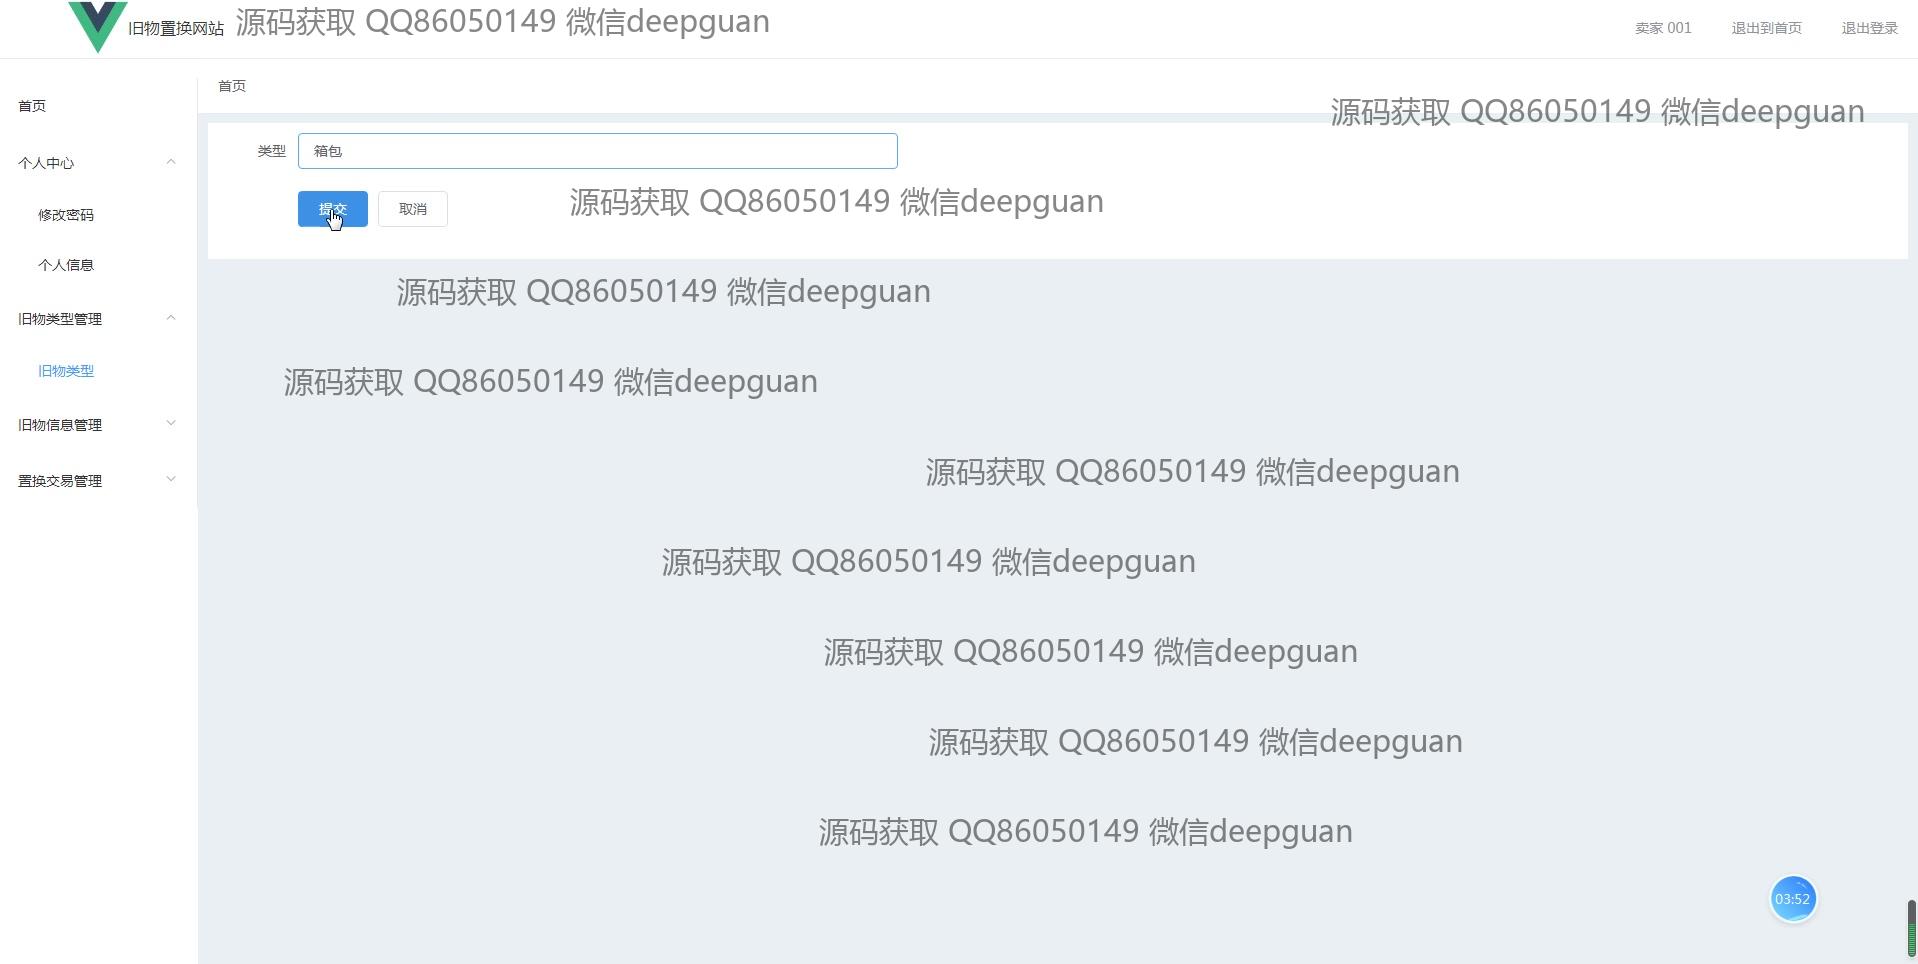 旧物置换网站
源码获取 QQ86050149 微信deepguan
卖家 001
退出到首页
退出登录
首页
个人中心
修改密码
个人信息
旧物类型管理
旧物类型
旧物信息管理
置换交易管理
首页
源码获取 QQ86050149 微信deepguan
类型
箱包
提交
取消
源码获取 QQ86050149 微信deepguan
源码获取 QQ86050149 微信deepguan
源码获取 QQ86050149 微信deepguan
源码获取 QQ86050149 微信deepguan
源码获取 QQ86050149 微信deepguan
源码获取 QQ86050149 微信deepguan
源码获取 QQ86050149 微信deepguan
源码获取 QQ86050149 微信deepguan
03:52